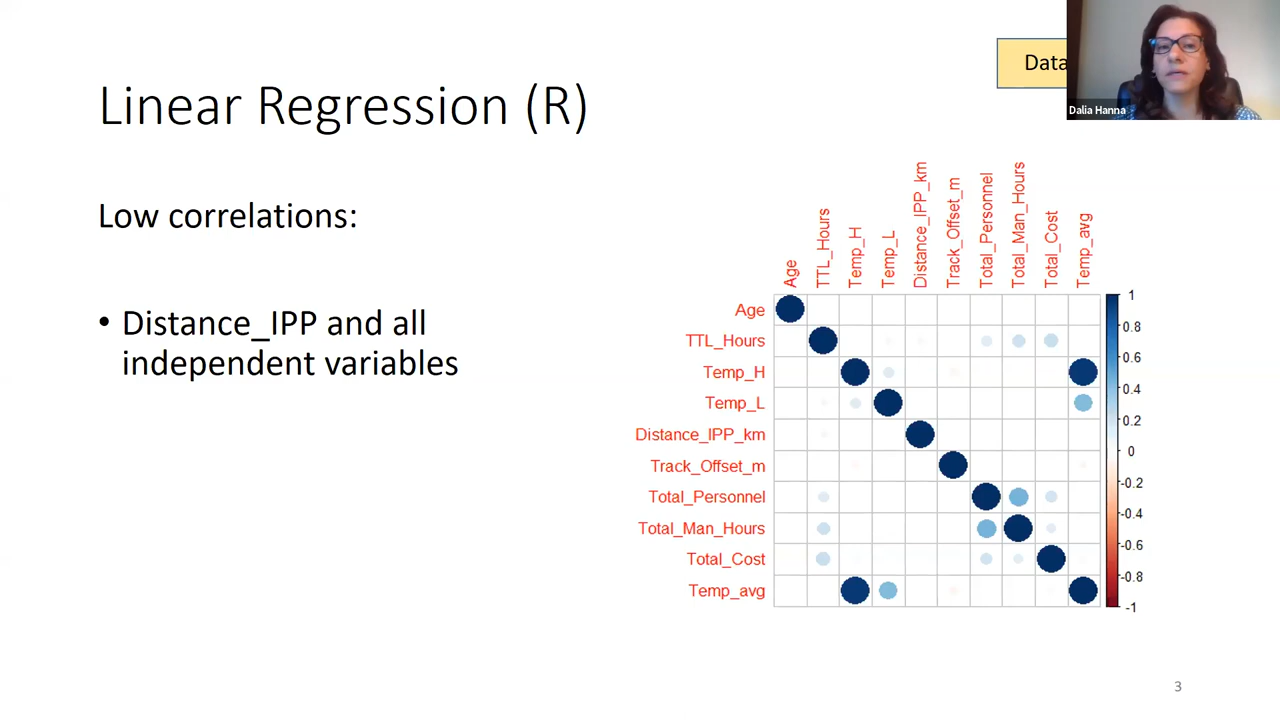 Data
Dalia Hanna
Linear Regression (R)
Low correlations:
• Distance_IPP and all
independent variables
Age
TTL_Hours
Temp_H
Temp_L
Distance_IPP_km
Track_Offset_m
Total_Personnel
Total_Man_Hours
Total_Cost
Temp_avg
Age
TTL_Hours
Temp_H
Temp_L
Distance_IPP_km
Track_Offset_m
Total_Personnel
Total_Man_Hours
Total_Cost
Temp_avg
1
0.8
0.6
0.4
0.2
0
-0.2
-0.4
-0.6
-0.8
-1
3